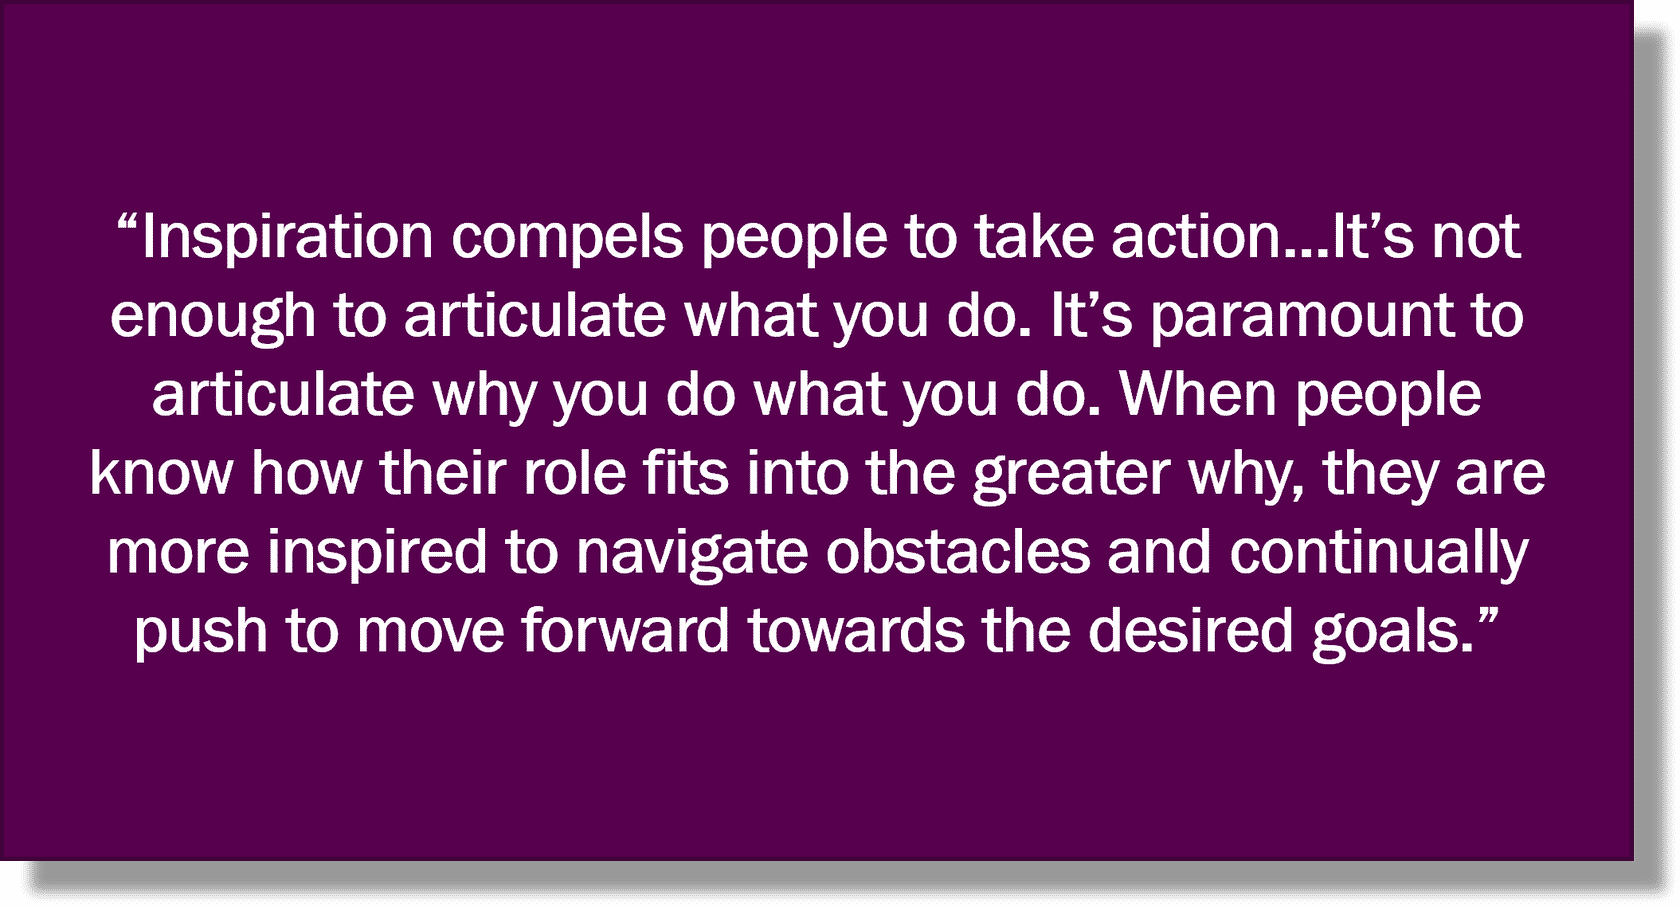 “Inspiration compels people to take action...It’s not
enough to articulate what you do. It’s paramount to
articulate why you do what you do. When people
know how their role fits into the greater why, they are
more inspired to navigate obstacles and continually
push to move forward towards the desired goals.”